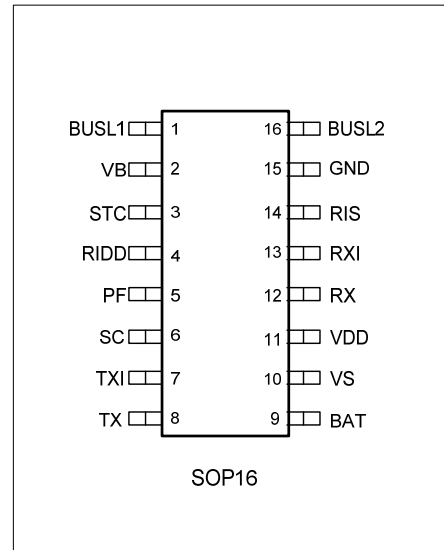 BUSL1 1 16 BUSL2
VB 2 15 GND
STC 3 14 RIS
RIDD 4 13 RXI
PF 5 12 RX
SC 6 11 VDD
TXI 7 10 VS
TX 8 9 BAT
SOP16